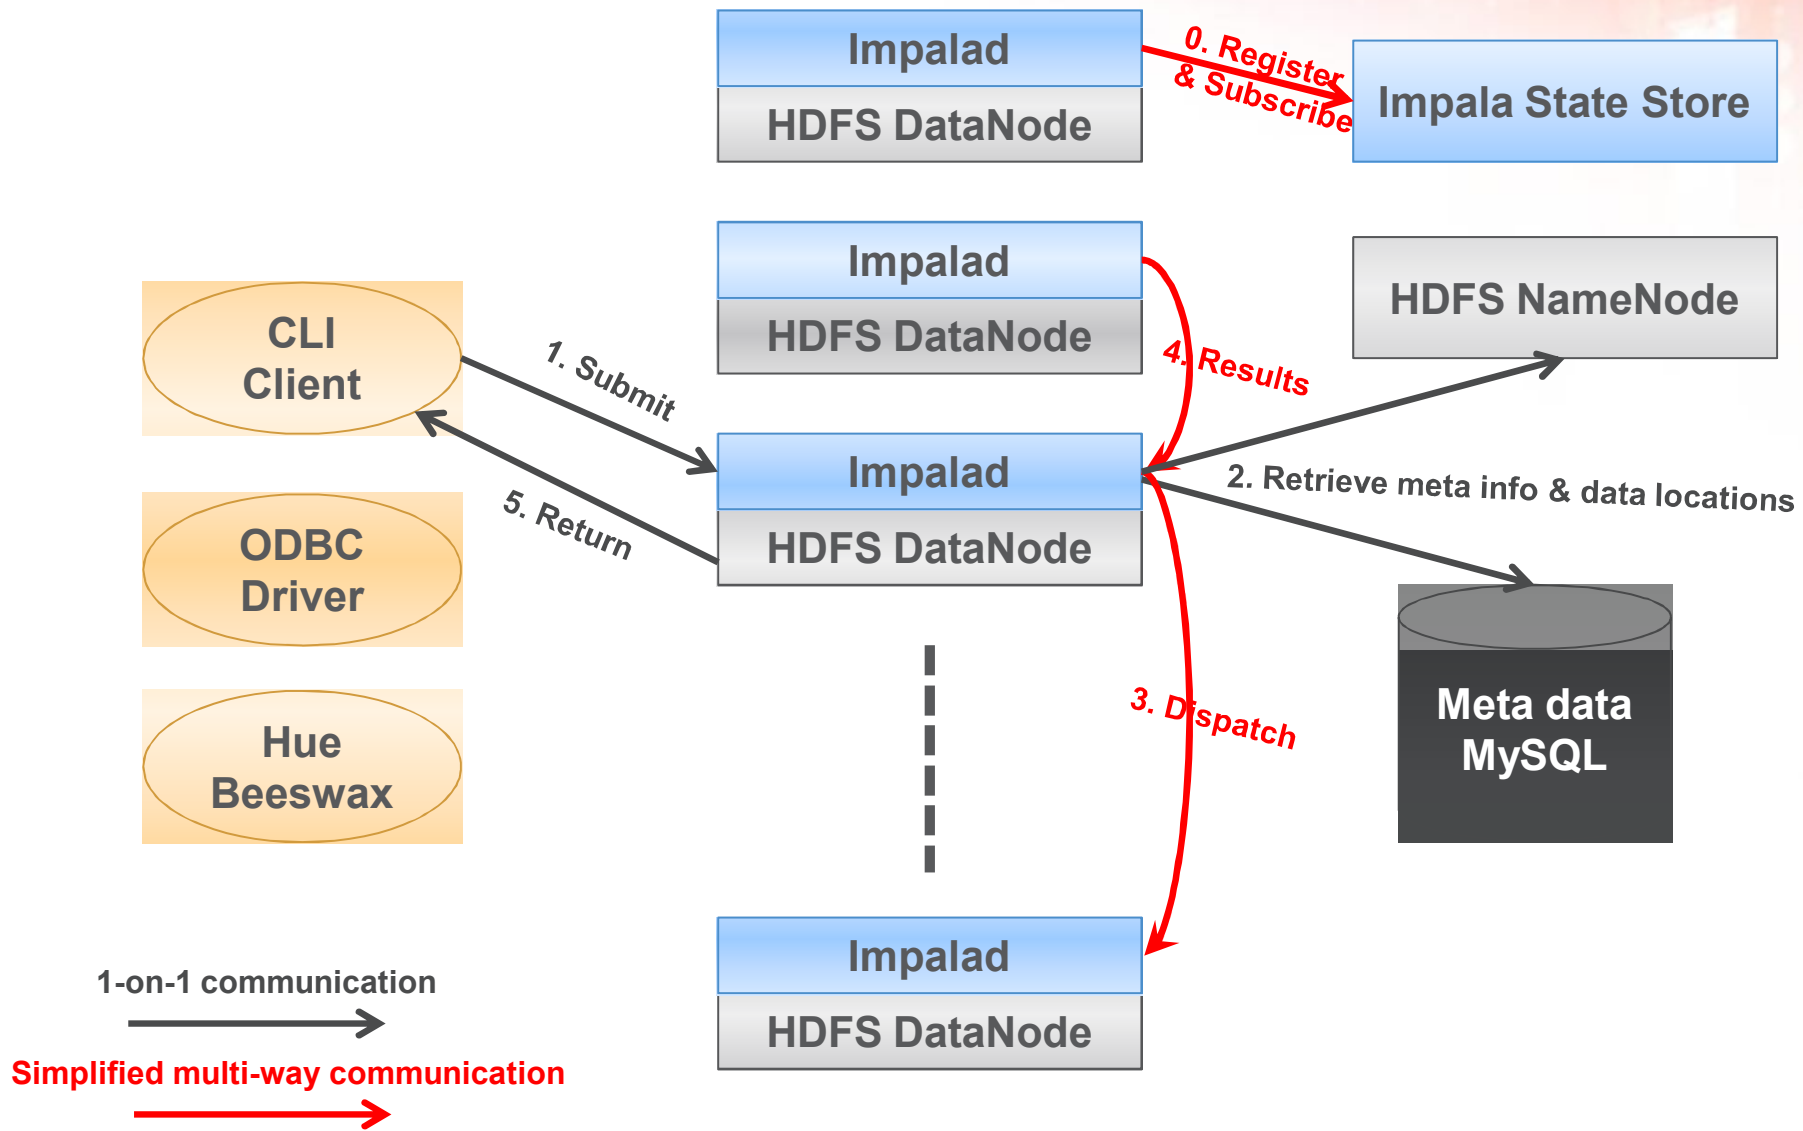 Impalad
HDFS DataNode
0. Register
& Subscribe
Impala State Store
Impalad
HDFS DataNode
HDFS NameNode
CLI
Client
1. Submit
4. Results
Impalad
HDFS DataNode
2. Retrieve meta info & data locations
5. Return
ODBC
Driver
3. Dispatch
Meta data
MySQL
Hue
Beeswax
Impalad
HDFS DataNode
1-on-1 communication
Simplified multi-way communication